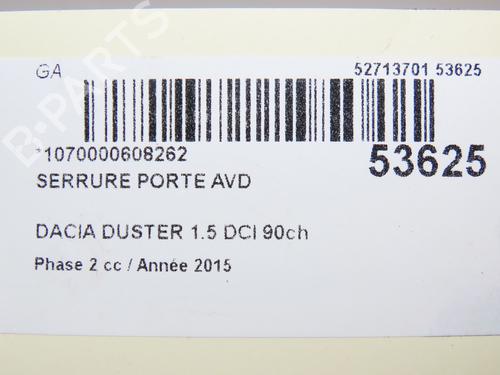 GA
52713701 53625
*1070000608262
53625
SERRURE PORTE AVD
DACIA DUSTER 1.5 DCI 90ch
Phase 2 cc / Année 2015
B-PARTS